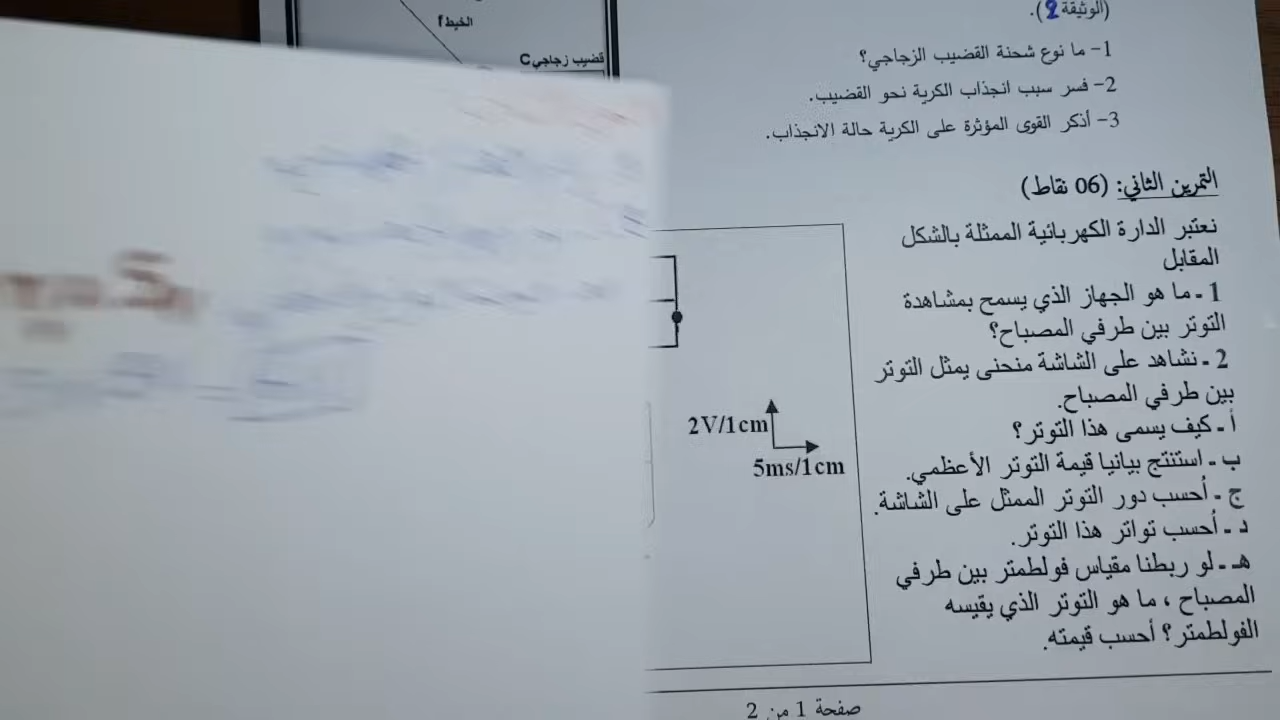 (الوثيقة 2).
1- ما نوع شحنة القضيب الزجاجي؟
2- فسر سبب انجذاب الكرية نحو القضيب.
3- أذكر القوى المؤثرة على الكرية حالة الانجذاب.
الخيط f
قضيب زجاجي C
التمرين الثاني: (06 نقاط)
نعتبر الدارة الكهربائية الممثلة بالشكل
المقابل
1 - ما هو الجهاز الذي يسمح بمشاهدة
التوتر بين طرفي المصباح؟
2 - نشاهد على الشاشة منحنى يمثل التوتر
بين طرفي المصباح.
أ - كيف يسمى هذا التوتر؟
ب - استنتج بيانيا قيمة التوتر الأعظمي.
ج - أحسب دور التوتر الممثل على الشاشة.
د - أحسب تواتر هذا التوتر.
هـ - لو ربطنا مقياس فولطمتر بين طرفي
المصباح ، ما هو التوتر الذي يقيسه
الفولطمتر؟ أحسب قيمته.
2V/1cm
5ms/1cm
صفحة 1 من 2